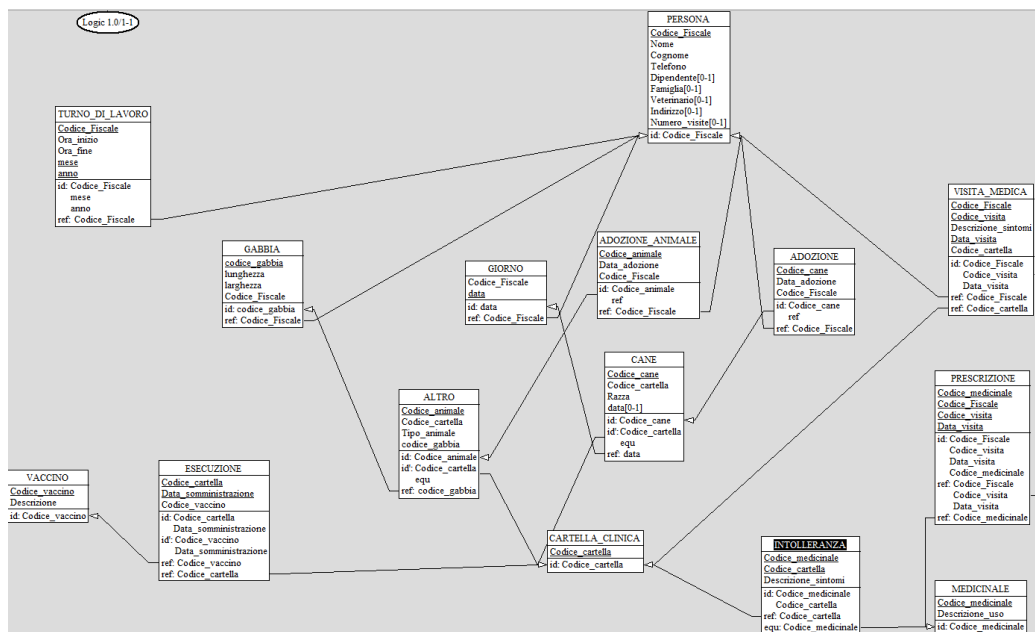 Logic 1.0/1-1
PERSONA
Codice_Fiscale
Nome
Cognome
Telefono
Dipendente[0-1]
Famiglia[0-1]
Veterinario[0-1]
Indirizzo[0-1]
Numero_visite[0-1]
id: Codice_Fiscale
TURNO_DI_LAVORO
Codice_Fiscale
Ora_inizio
Ora_fine
mese
anno
id: Codice_Fiscale
mese
anno
ref: Codice_Fiscale
VISITA_MEDICA
Codice_Fiscale
Codice_visita
Descrizione_sintomi
Data_visita
Codice_cartella
id: Codice_Fiscale
Codice_visita
Data_visita
ref: Codice_Fiscale
ref: Codice_cartella
GABBIA
codice_gabbia
lunghezza
larghezza
Codice_Fiscale
id: codice_gabbia
ref: Codice_Fiscale
GIORNO
Codice_Fiscale
data
id: data
ref: Codice_Fiscale
ADOZIONE_ANIMALE
Codice_animale
Data_adozione
Codice_Fiscale
id: Codice_animale
ref
ref: Codice_Fiscale
ADOZIONE
Codice_cane
Data_adozione
Codice_Fiscale
id: Codice_cane
ref
ref: Codice_Fiscale
CANE
Codice_cane
Codice_cartella
Razza
data[0-1]
id: Codice_cane
id': Codice_cartella
equ
ref: data
ALTRO
Codice_animale
Codice_cartella
Tipo_animale
codice_gabbia
id: Codice_animale
id': Codice_cartella
equ
ref: codice_gabbia
PRESCRIZIONE
Codice_medicinale
Codice_Fiscale
Codice_visita
Data_visita
id: Codice_Fiscale
Codice_visita
Data_visita
Codice_medicinale
ref: Codice_Fiscale
Codice_visita
Data_visita
ref: Codice_medicinale
VACCINO
Codice_vaccino
Descrizione
id: Codice_vaccino
ESECUZIONE
Codice_cartella
Data_somministrazione
Codice_vaccino
id: Codice_cartella
Data_somministrazione
id': Codice_vaccino
Data_somministrazione
ref: Codice_vaccino
ref: Codice_cartella
CARTELLA_CLINICA
Codice_cartella
id: Codice_cartella
INTOLLERANZA
Codice_medicinale
Codice_cartella
Descrizione_sintomi
id: Codice_medicinale
Codice_cartella
ref: Codice_cartella
equ: Codice_medicinale
MEDICINALE
Codice_medicinale
Descrizione_uso
id: Codice_medicinale